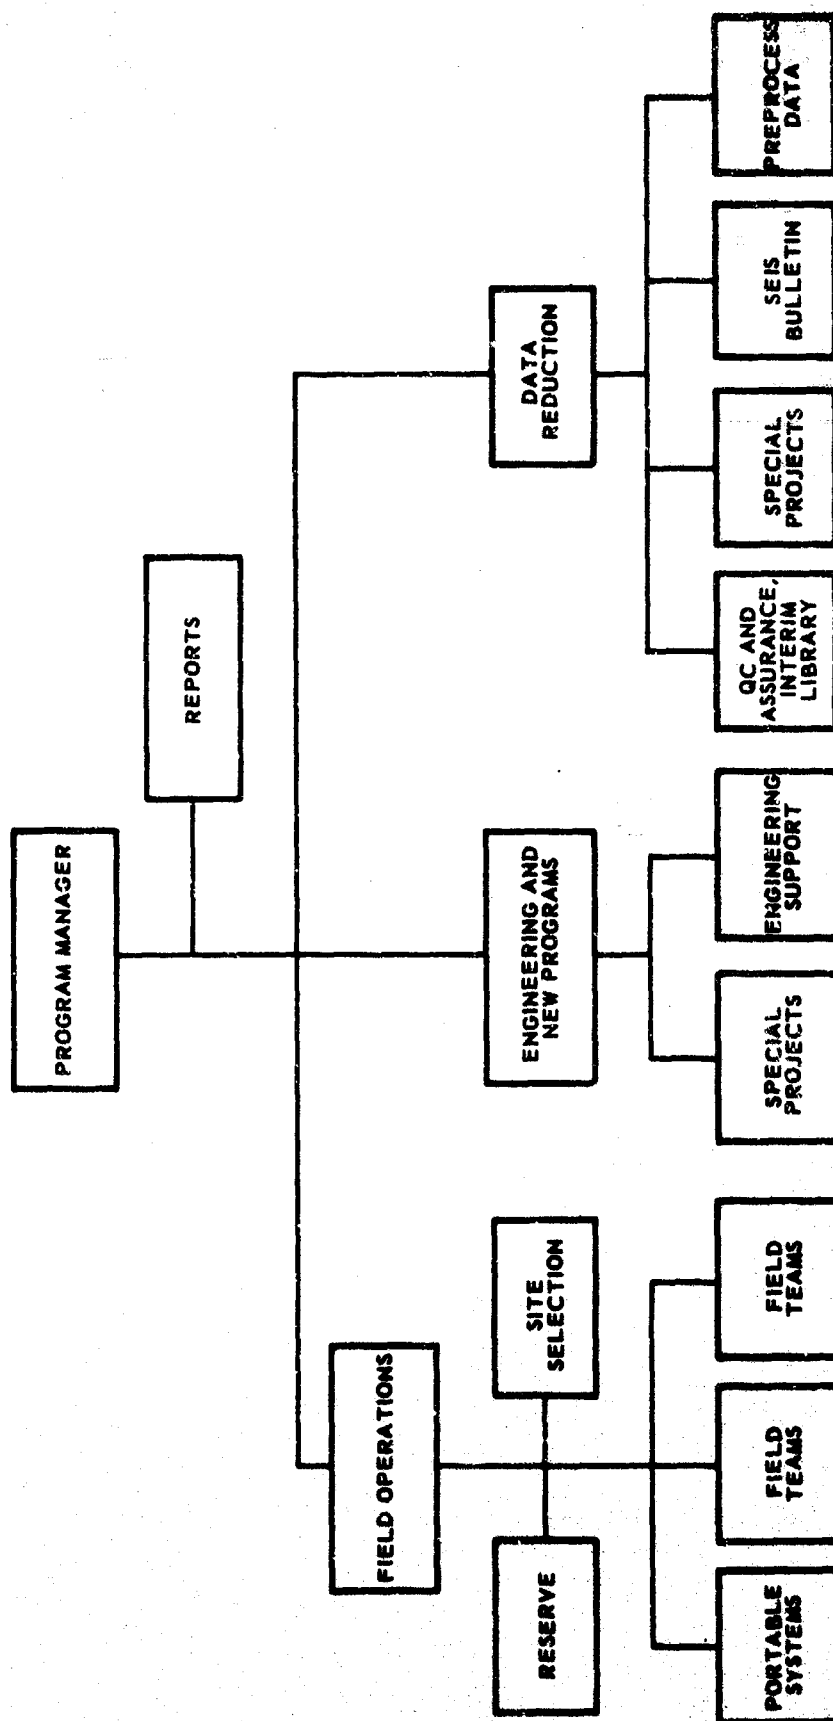 PROGRAM MANAGER
REPORTS
FIELD OPERATIONS
RESERVE
SITE
SELECTION
ENGINEERING AND
NEW PROGRAMS
DATA
REDUCTION
PORTABLE
SYSTEMS
FIELD
TEAMS
FIELD
TEAMS
SPECIAL
PROJECTS
ENGINEERING
SUPPORT
QC AND
ASSURANCE,
INTERIM
LIBRARY
SPECIAL
PROJECTS
SEIS
BULLETIN
PREPROCESS
DATA